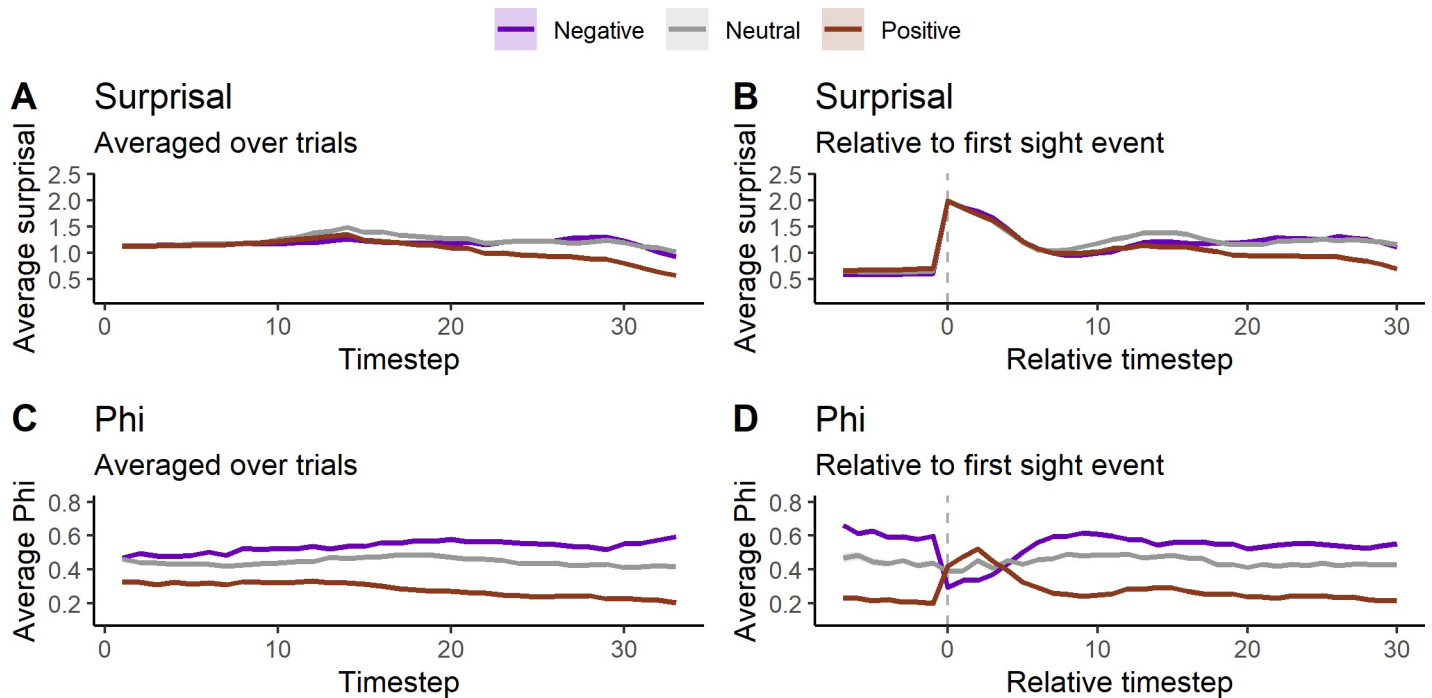 Negative Neutral Positive
A Surprisal
Averaged over trials
Average surprisal
2.5
2.0
1.5
1.0
0.5
0 10 20 30
Timestep
B Surprisal
Relative to first sight event
Average surprisal
2.5
2.0
1.5
1.0
0.5
0 10 20 30
Relative timestep
C Phi
Averaged over trials
Average Phi
0.8
0.6
0.4
0.2
0 10 20 30
Timestep
D Phi
Relative to first sight event
Average Phi
0.8
0.6
0.4
0.2
0 10 20 30
Relative timestep